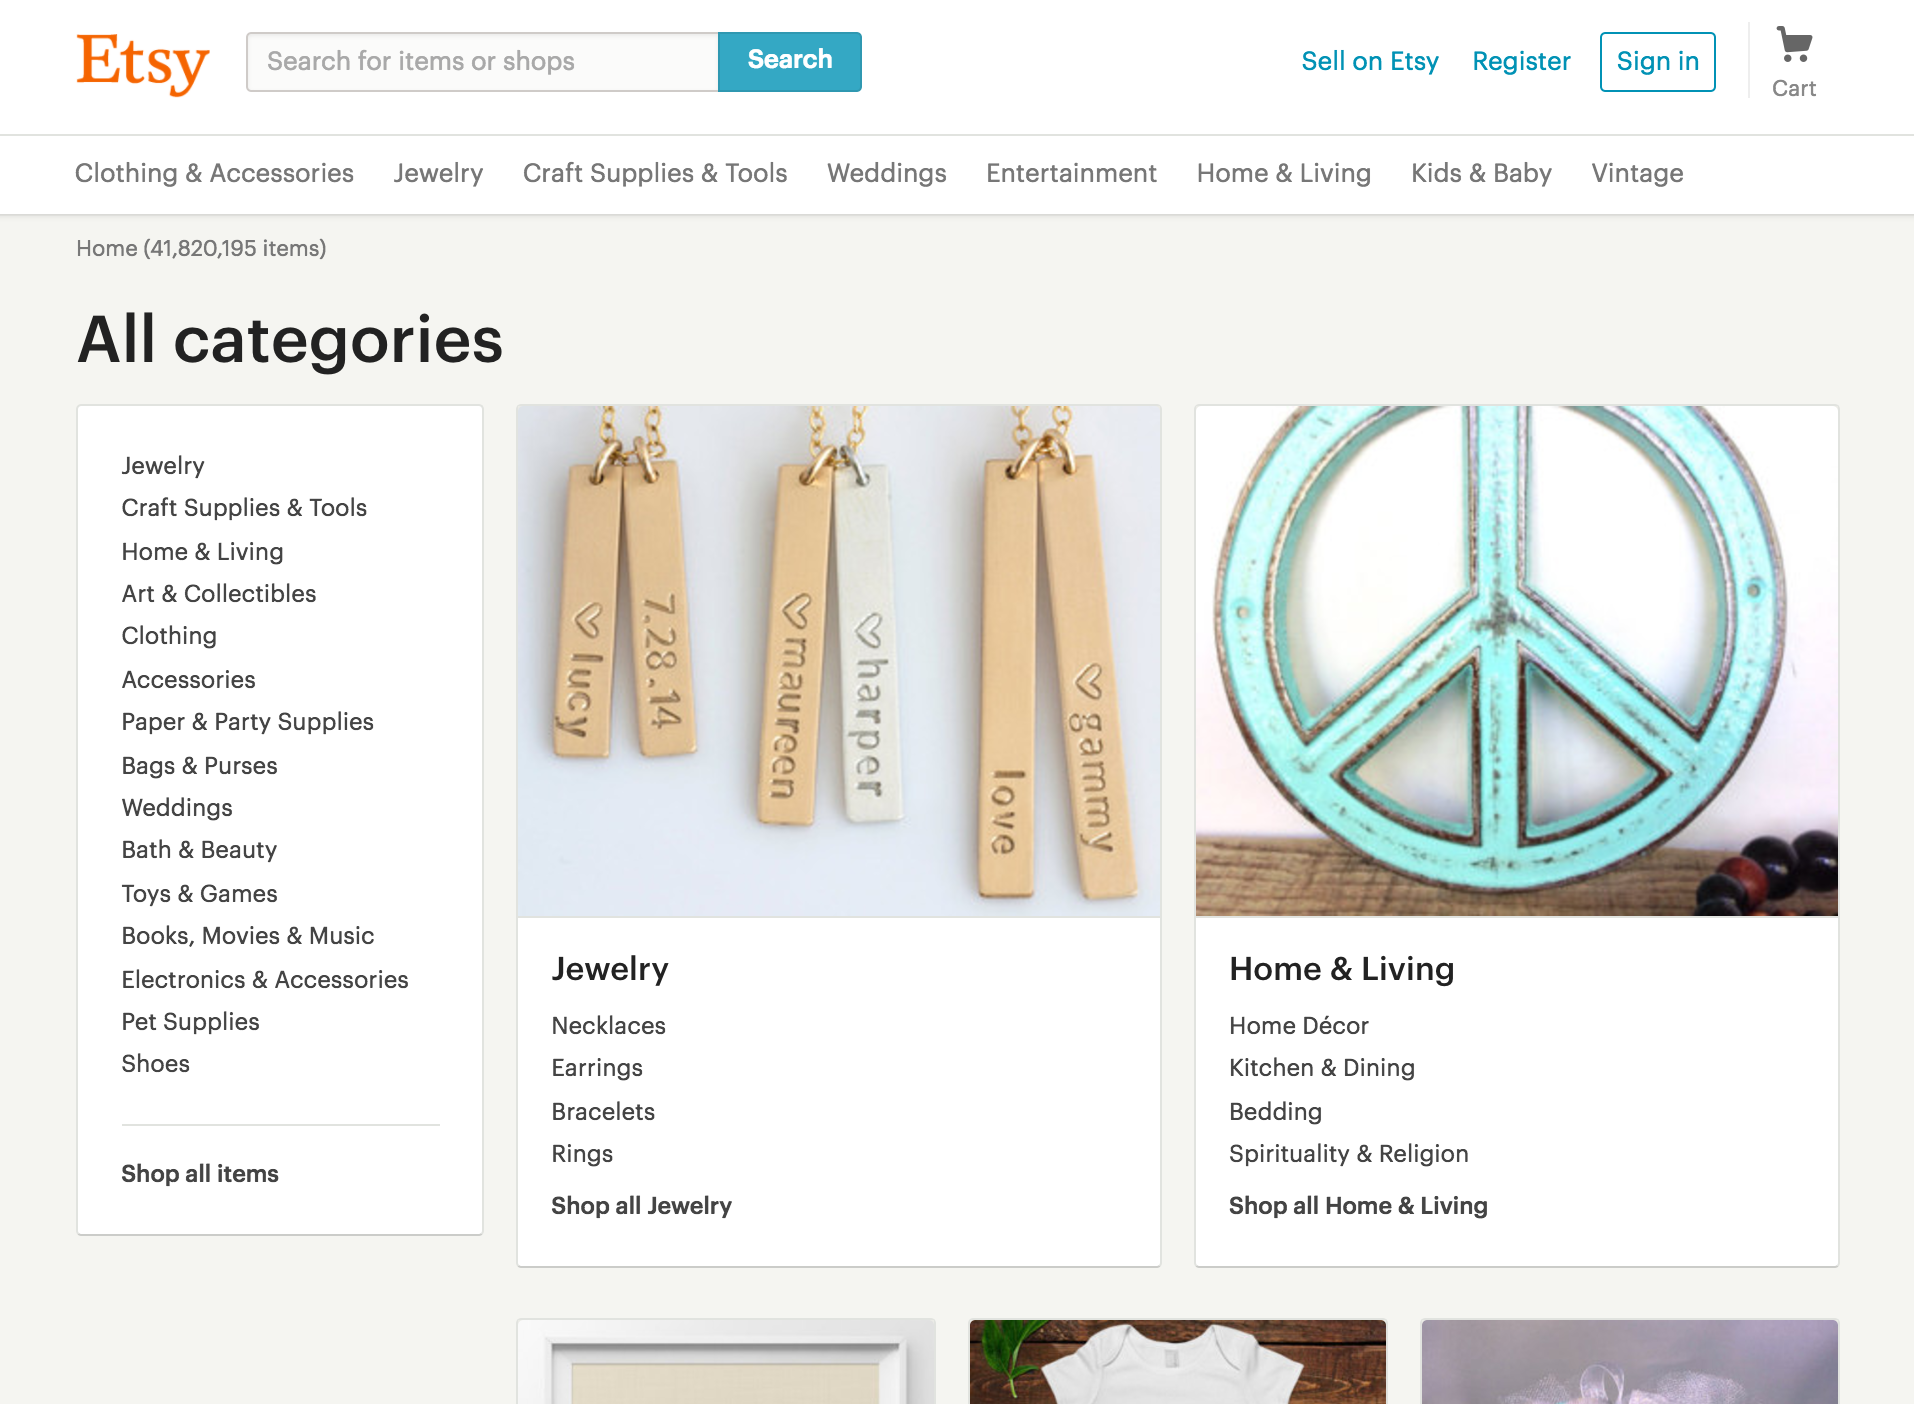 Etsy
Search for items or shops
Search
Sell on Etsy
Register
Sign in
Cart
Clothing & Accessories
Jewelry
Craft Supplies & Tools
Weddings
Entertainment
Home & Living
Kids & Baby
Vintage
Home (41,820,195 items)
All categories
Jewelry
Craft Supplies & Tools
Home & Living
Art & Collectibles
Clothing
Accessories
Paper & Party Supplies
Bags & Purses
Weddings
Bath & Beauty
Toys & Games
Books, Movies & Music
Electronics & Accessories
Pet Supplies
Shoes
Shop all items
lucy
7.28.14
maureen
harper
love
gammy
Jewelry
Necklaces
Earrings
Bracelets
Rings
Shop all Jewelry
Home & Living
Home Décor
Kitchen & Dining
Bedding
Spirituality & Religion
Shop all Home & Living